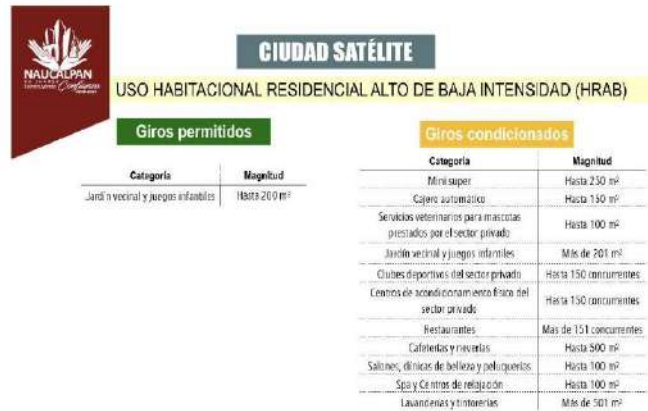 NAUCALPAN
CIUDAD SATÉLITE
USO HABITACIONAL RESIDENCIAL ALTO DE BAJA INTENSIDAD (HRAB)
Giros permitidos
Categoría Magnitud
Jardín vecinal y juegos infantiles Hasta 200 m²
Giros condicionados
Categoría Magnitud
Mini super Hasta 250 m²
Cajero automático Hasta 150 m²
Servicios veterinarios para mascotas
prestados por el sector privado Hasta 100 m²
Jardín vecinal y juegos infantiles Más de 201 m²
Clubes deportivos del sector privado Hasta 150 concurrentes
Centros de acondicionamiento físico del
sector privado Hasta 150 concurrentes
Restaurantes Mas de 151 concurrentes
Cafeterías y neverías Hasta 500 m²
Salones, clínicas de belleza y peluquerías Hasta 100 m²
Spa y Centros de relajación Hasta 100 m²
Lavanderías y tintorerías Más de 501 m²